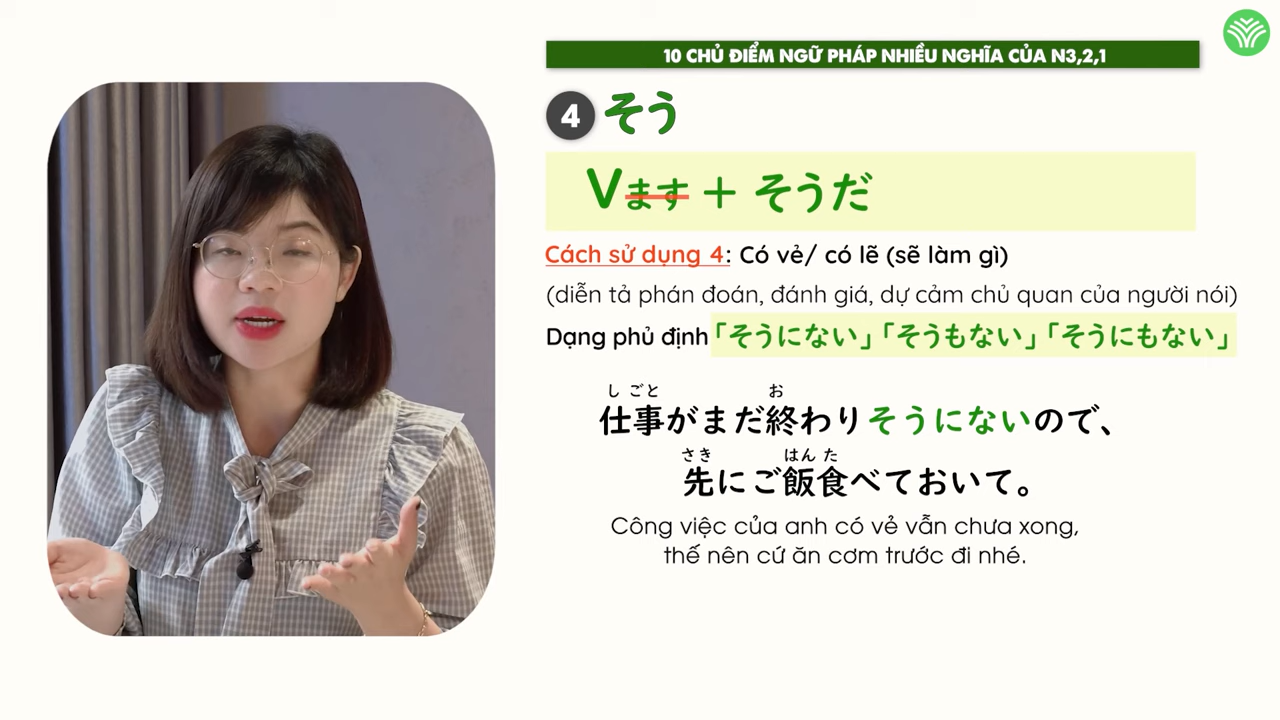 10 CHỦ ĐIỂM NGỮ PHÁP NHIỀU NGHĨA CỦA N3,2,1
4 そう
Vます + そうだ
Cách sử dụng 4: Có vẻ/ có lẽ (sẽ làm gì)
(diễn tả phán đoán, đánh giá, dự cảm chủ quan của người nói)
Dạng phủ định「そうにない」「そうもない」「そうにもない」
し ごと お
仕事がまだ終わりそうにないので、
さき はん た
先にご飯食べておいて。
Công việc của anh có vẻ vẫn chưa xong,
thế nên cứ ăn cơm trước đi nhé.